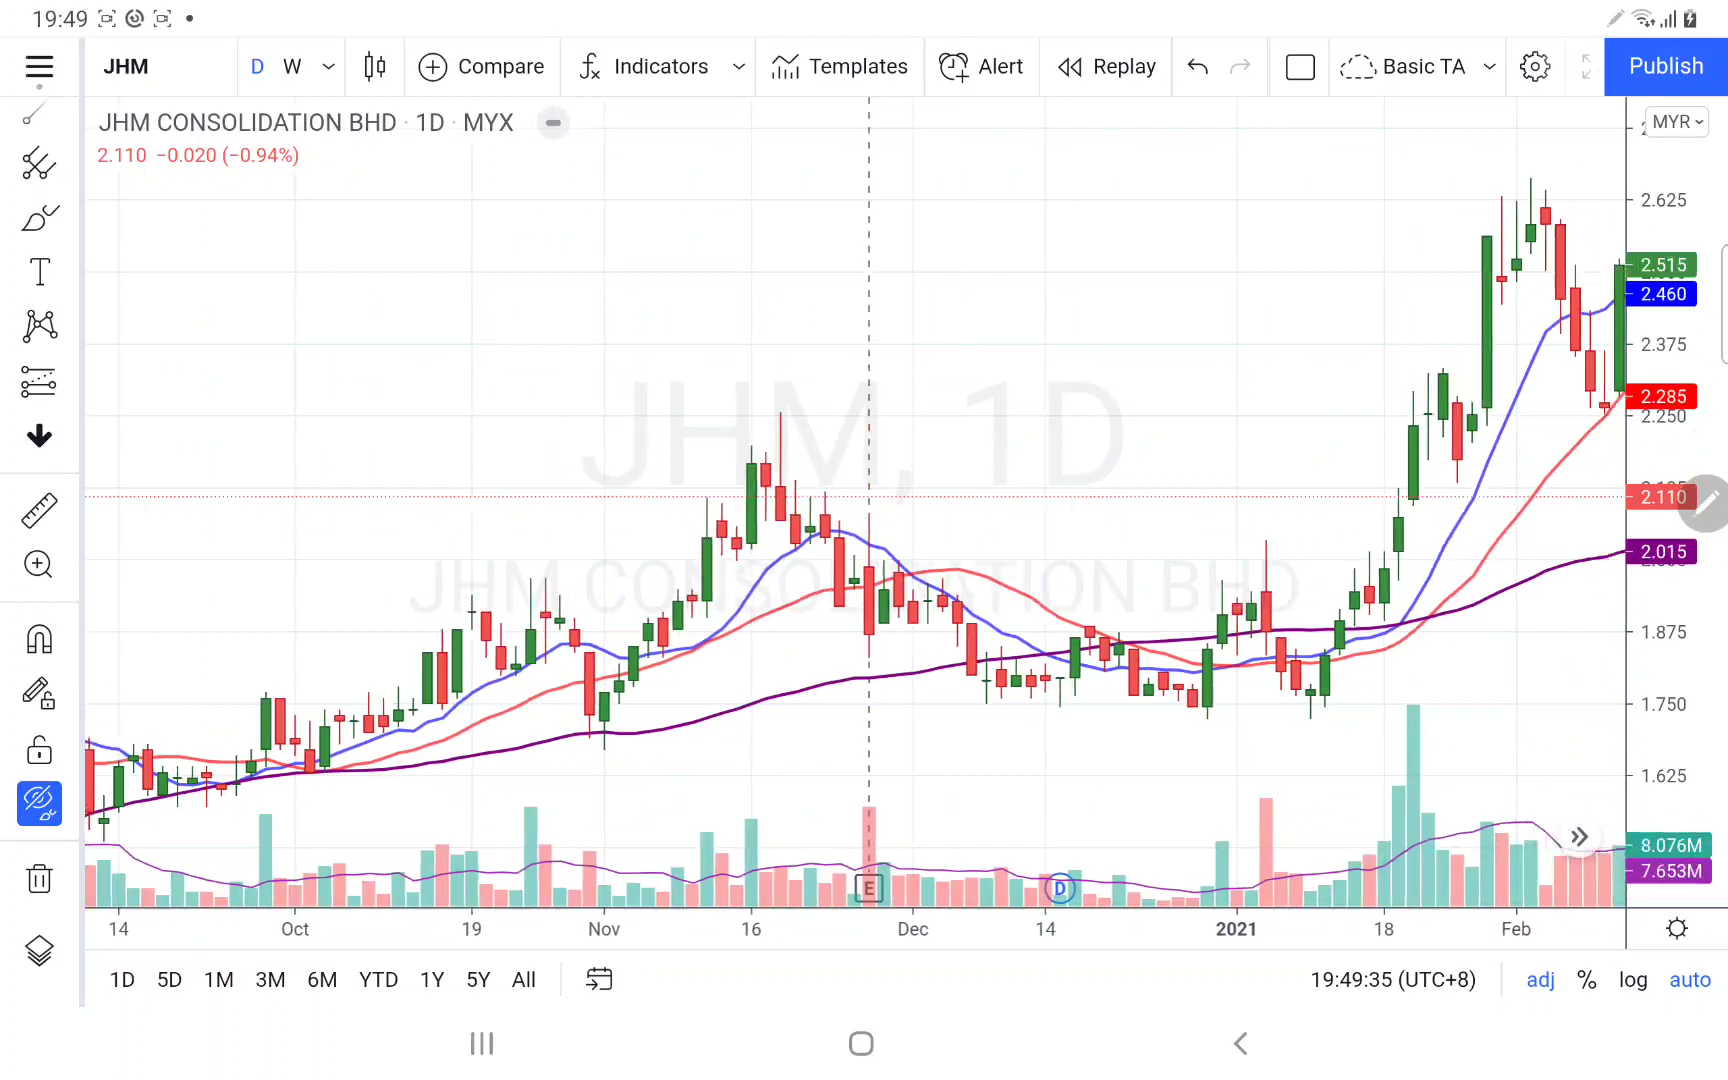 19:49
JHM D W Compare Indicators Templates Alert Replay Basic TA Publish
JHM CONSOLIDATION BHD · 1D · MYX
MYR
2.110 −0.020 (−0.94%)
2.625
2.515
2.460
2.375
JHM, 1D
2.285
2.250
2.110
2.015
JHM CONSOLIDATION BHD
1.875
1.750
1.625
8.076M
7.653M
E D
14 Oct 19 Nov 16 Dec 14 2021 18 Feb
1D 5D 1M 3M 6M YTD 1Y 5Y All 19:49:35 (UTC+8) adj % log auto